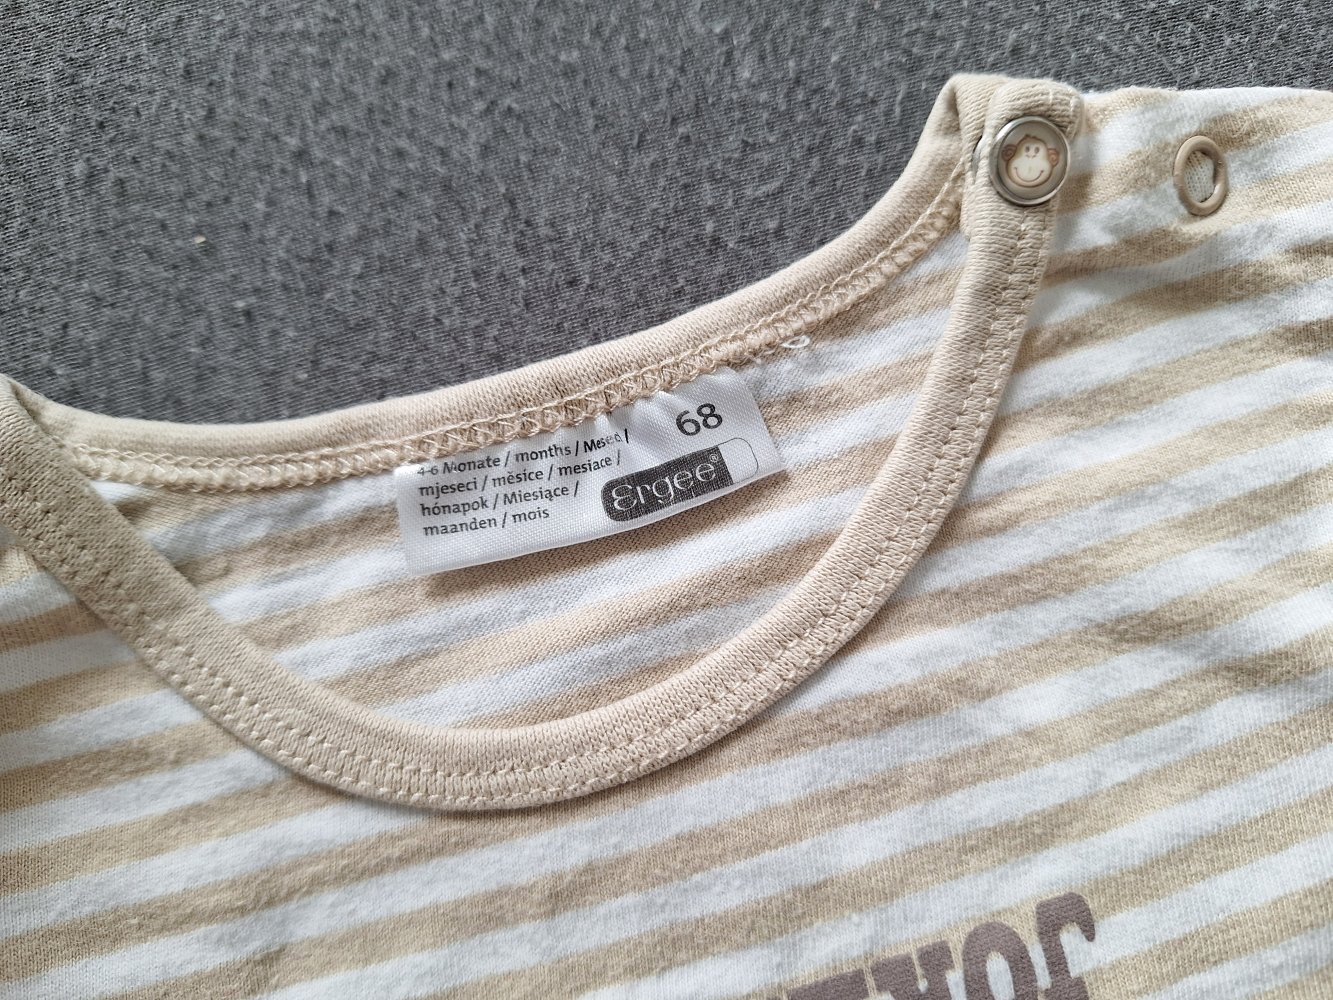 68
4-6 Monate / months / Meseci /
mjeseci / měsíce / mesiace /
hónapok / Miesiące /
maanden / mois
Ergee®